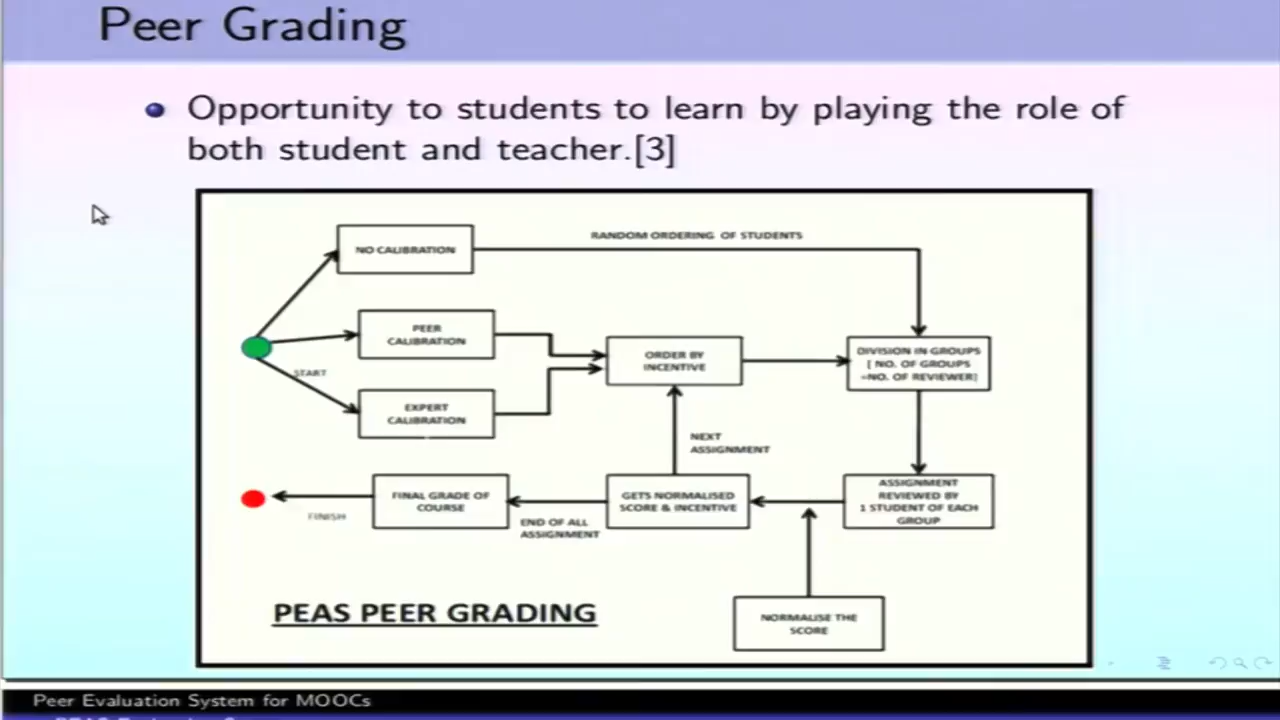 Peer Grading
Opportunity to students to learn by playing the role of
both student and teacher.[3]
NO CALIBRATION
RANDOM ORDERING OF STUDENTS
PEER
CALIBRATION
START
EXPERT
CALIBRATION
ORDER BY
INCENTIVE
DIVISION IN GROUPS
[ NO. OF GROUPS
=NO. OF REVIEWER]
NEXT
ASSIGNMENT
FINAL GRADE OF
COURSE
FINISH
END OF ALL
ASSIGNMENT
GETS NORMALISED
SCORE & INCENTIVE
ASSIGNMENT
REVIEWED BY
1 STUDENT OF EACH
GROUP
NORMALISE THE
SCORE
PEAS PEER GRADING
Peer Evaluation System for MOOCs